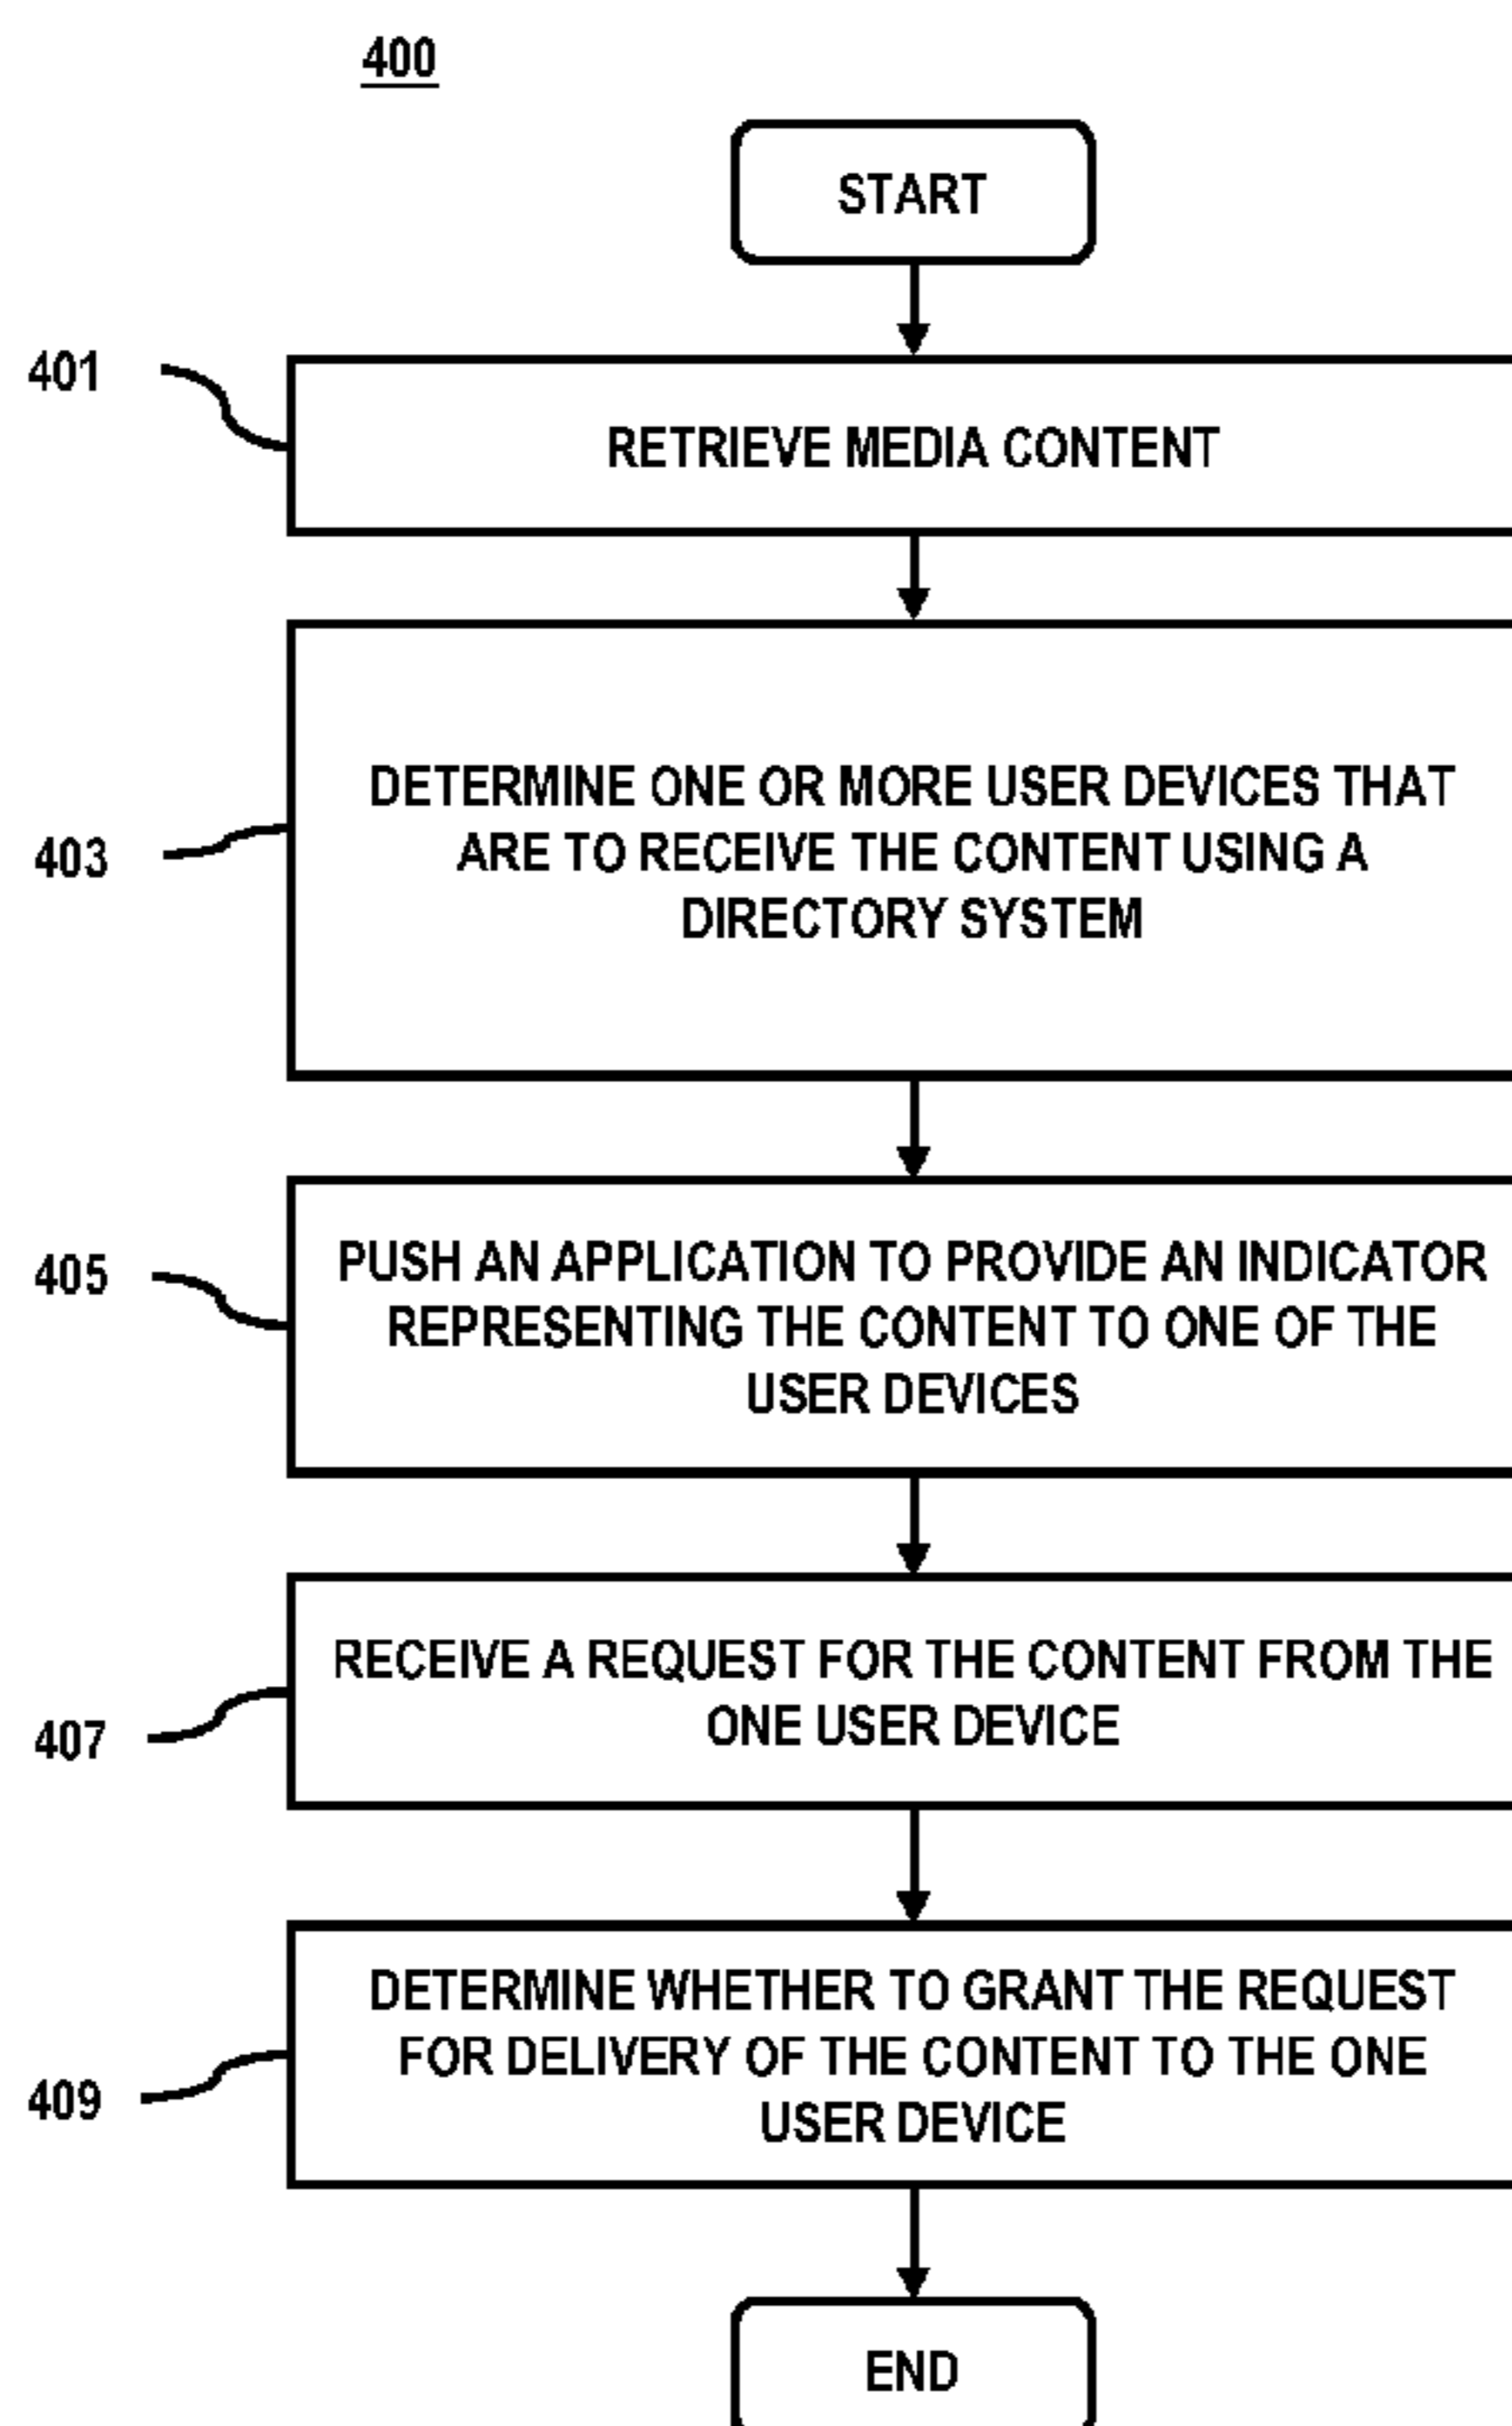 400
START
401
RETRIEVE MEDIA CONTENT
403
DETERMINE ONE OR MORE USER DEVICES THAT
ARE TO RECEIVE THE CONTENT USING A
DIRECTORY SYSTEM
405
PUSH AN APPLICATION TO PROVIDE AN INDICATOR
REPRESENTING THE CONTENT TO ONE OF THE
USER DEVICES
407
RECEIVE A REQUEST FOR THE CONTENT FROM THE
ONE USER DEVICE
409
DETERMINE WHETHER TO GRANT THE REQUEST
FOR DELIVERY OF THE CONTENT TO THE ONE
USER DEVICE
END